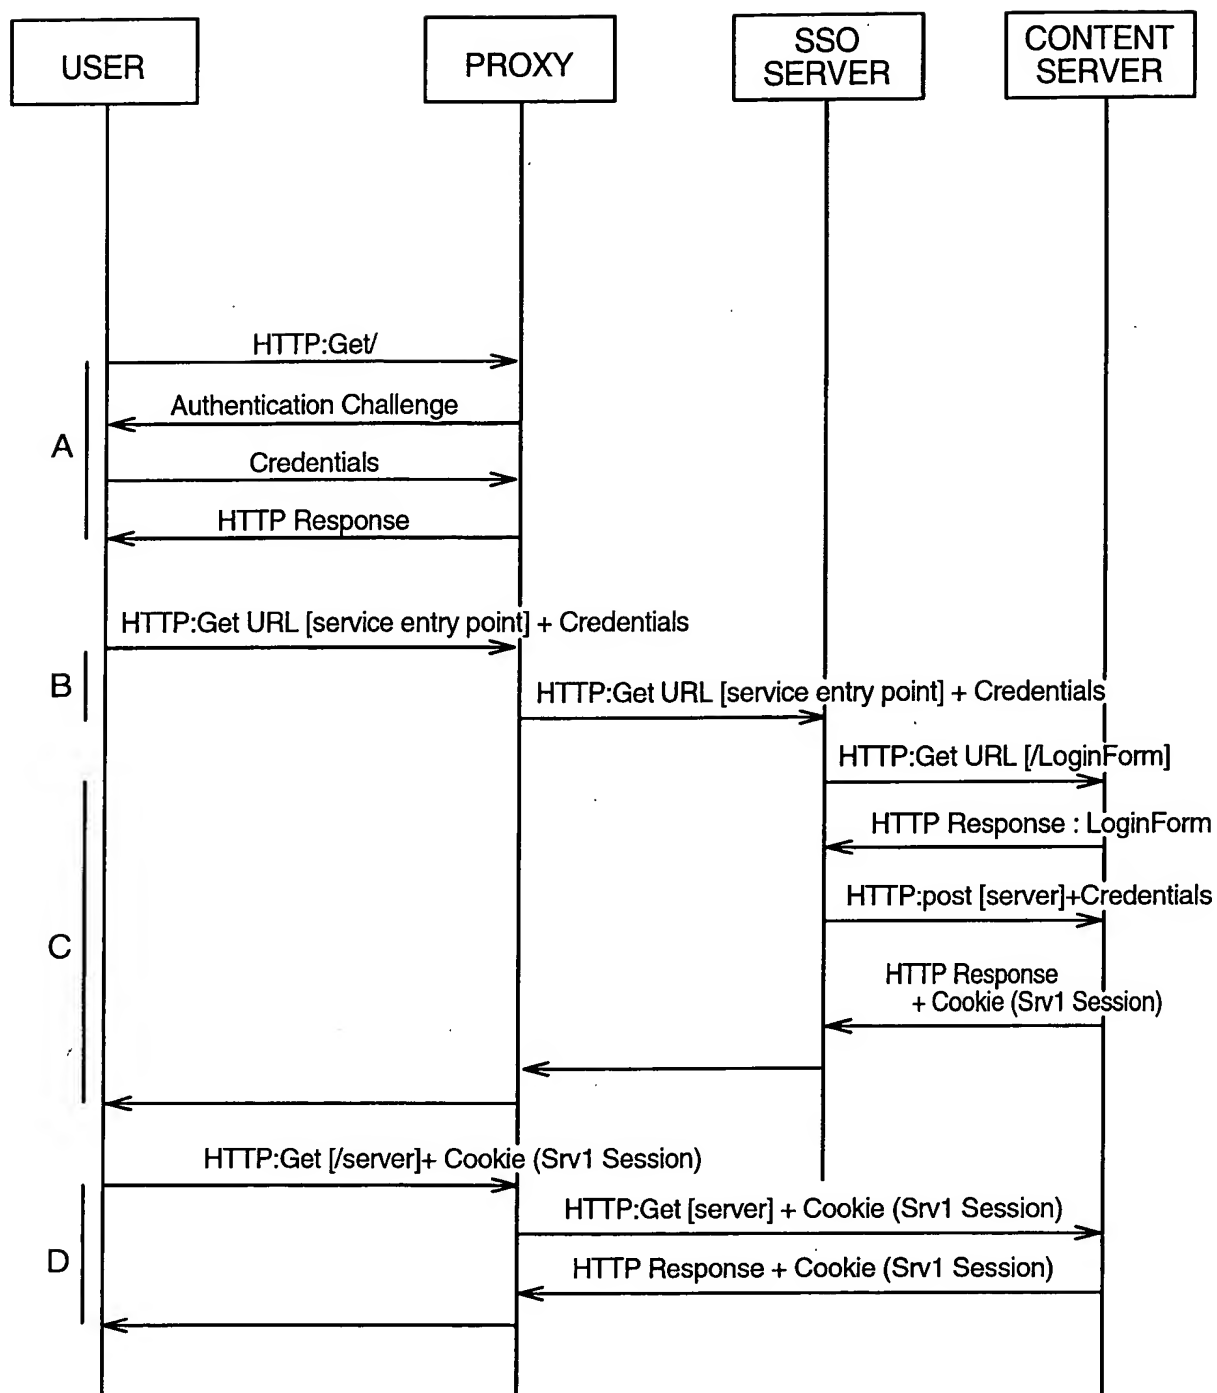 USER
PROXY
SSO
SERVER
CONTENT
SERVER
HTTP:Get/
Authentication Challenge
A
Credentials
HTTP Response
HTTP:Get URL [service entry point] + Credentials
B
HTTP:Get URL [service entry point] + Credentials
HTTP:Get URL [/LoginForm]
HTTP Response : LoginForm
HTTP:post [server]+Credentials
C
HTTP Response
+ Cookie (Srv1 Session)
HTTP:Get [/server]+ Cookie (Srv1 Session)
HTTP:Get [server] + Cookie (Srv1 Session)
D
HTTP Response + Cookie (Srv1 Session)